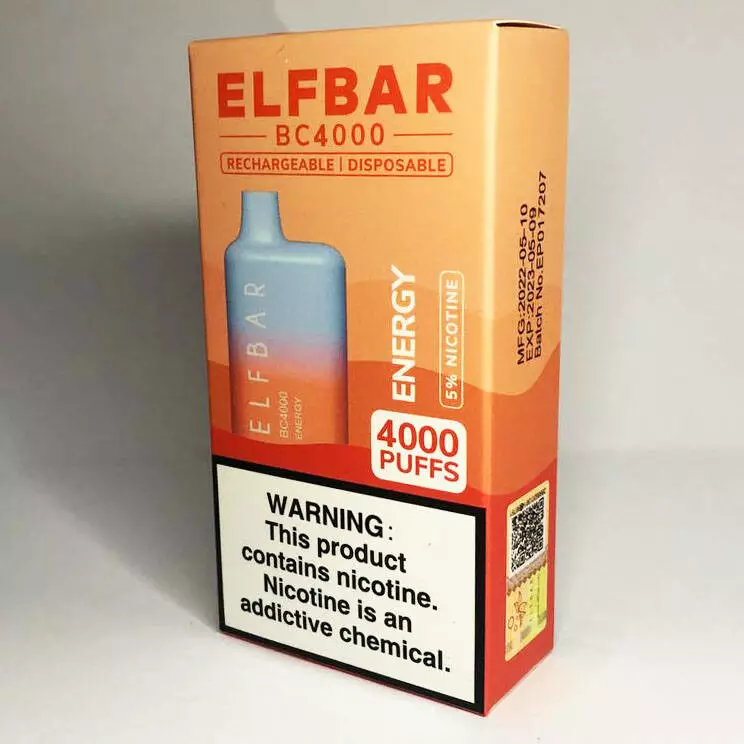 ELFBAR
BC4000
RECHARGEABLE | DISPOSABLE
ELFBAR
BC4000
ENERGY
ENERGY
5% NICOTINE
4000
PUFFS
WARNING:
This product
contains nicotine.
Nicotine is an
addictive chemical.
MFG:2022-05-10
EXP:2023-05-09
Batch No.EP017207